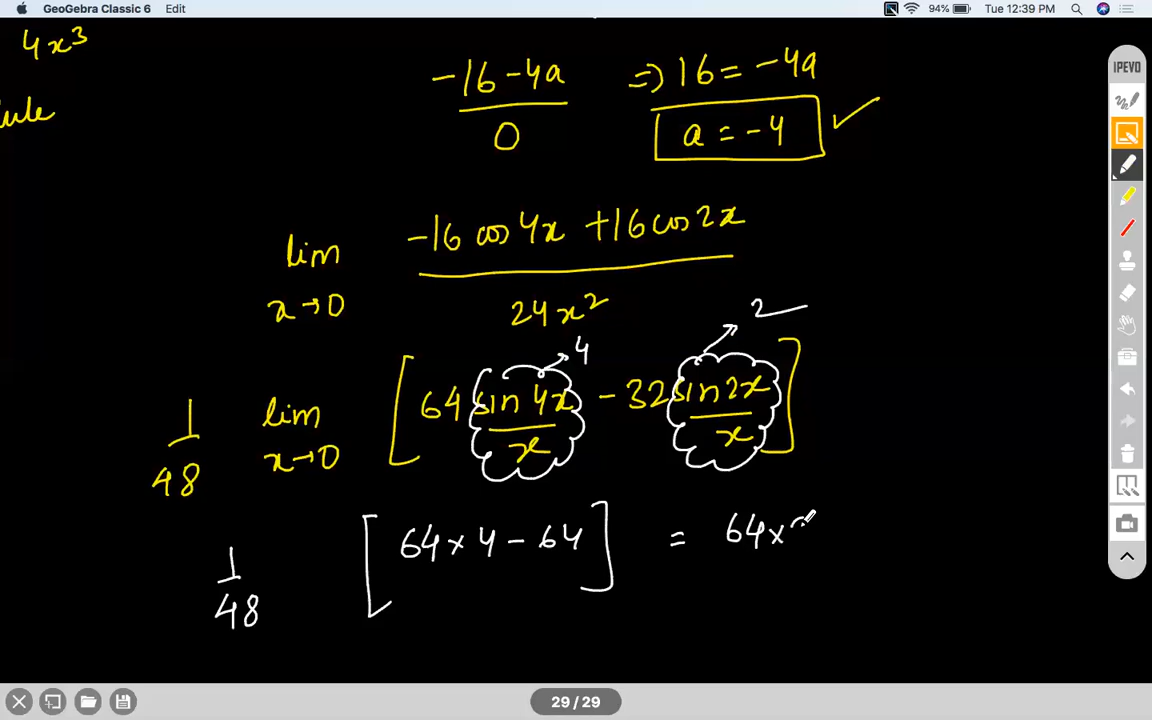 GeoGebra Classic 6 Edit 94% Tue 12:39 PM
4x³
-16-4a / 0 => 16 = -4a
a = -4 ✓
lim x→0 -16 cos 4x + 16 cos 2x / 24x²
4 2
1/48 lim x→0 [64 sin 4x / x - 32 sin 2x / x]
1/48 [64 x 4 - 64] = 64 x
IPEVO
29 / 29